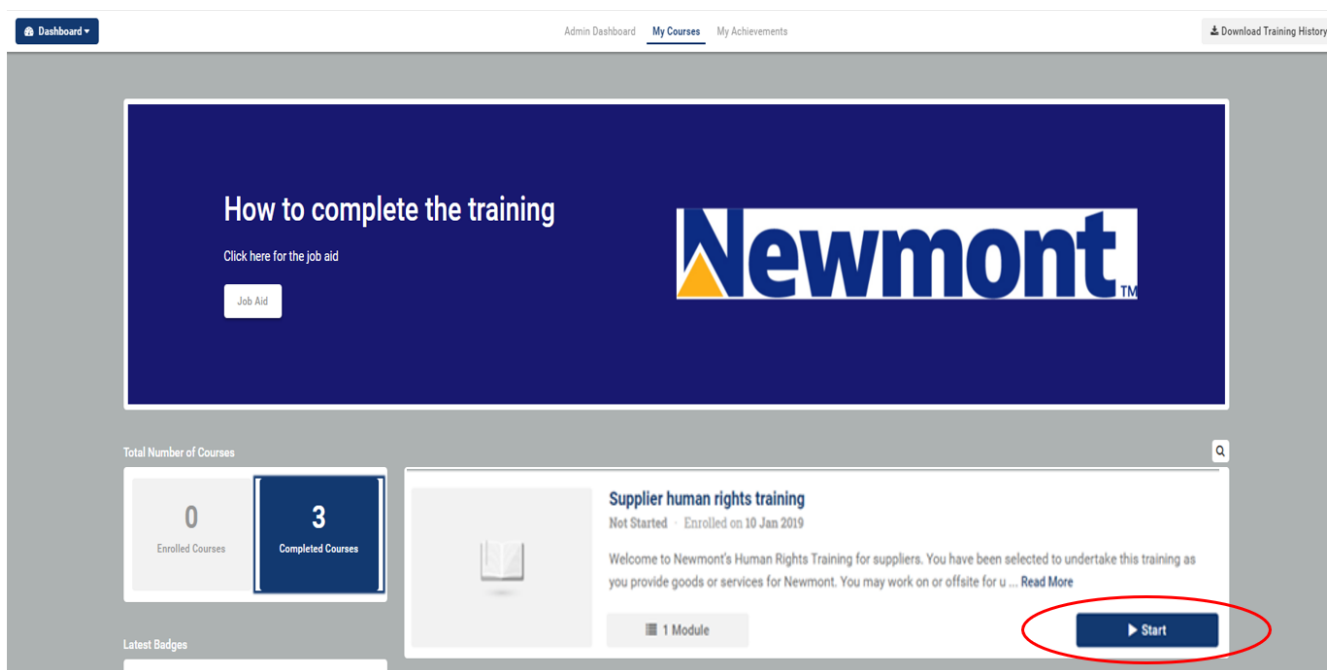 Dashboard
Admin Dashboard My Courses My Achievements
Download Training History
How to complete the training
Click here for the job aid
Job Aid
Newmont TM
Total Number of Courses
0
Enrolled Courses
3
Completed Courses
Supplier human rights training
Not Started · Enrolled on 10 Jan 2019
Welcome to Newmont's Human Rights Training for suppliers. You have been selected to undertake this training as
you provide goods or services for Newmont. You may work on or offsite for u ... Read More
1 Module
Start
Latest Badges